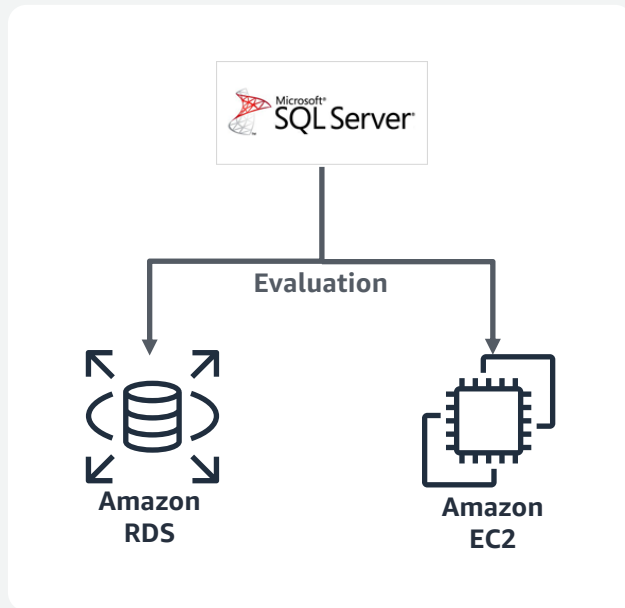 Microsoft®
SQL Server®
Evaluation
Amazon
RDS
Amazon
EC2